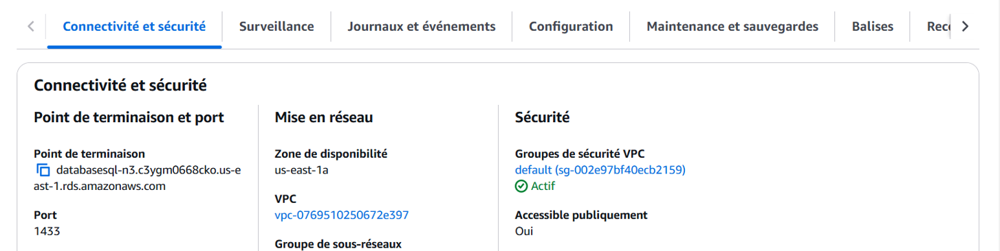 Connectivité et sécurité
Surveillance
Journaux et événements
Configuration
Maintenance et sauvegardes
Balises
Connectivité et sécurité
Point de terminaison et port
Point de terminaison
databasesql-n3.c3ygm0668cko.us-e
ast-1.rds.amazonaws.com
Port
1433
Mise en réseau
Zone de disponibilité
us-east-1a
VPC
vpc-0769510250672e397
Groupe de sous-réseaux
Sécurité
Groupes de sécurité VPC
default (sg-002e97bf40ecb2159)
Actif
Accessible publiquement
Oui